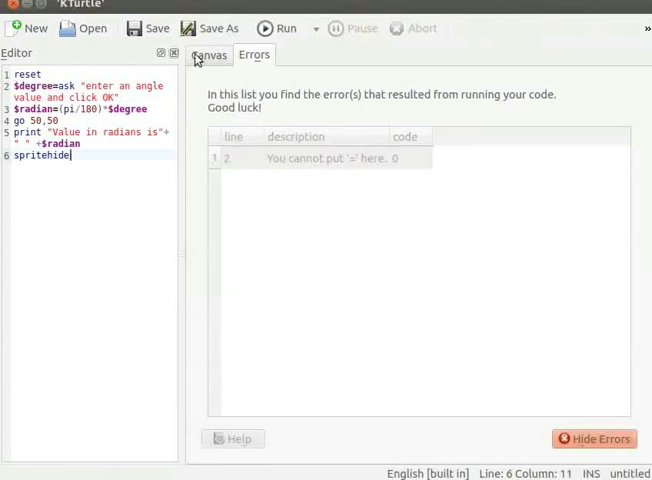 'KTurtle'
New Open Save Save As Run Pause Abort »
Editor
Canvas Errors
1 reset
2 $degree=ask "enter an angle
value and click OK"
3 $radian=(pi/180)*$degree
4 go 50,50
5 print "Value in radians is"+
" " +$radian
6 spritehide
In this list you find the error(s) that resulted from running your code.
Good luck!
line description code
1 2 You cannot put '=' here. 0
Help Hide Errors
English [built in] Line: 6 Column: 11 INS untitled